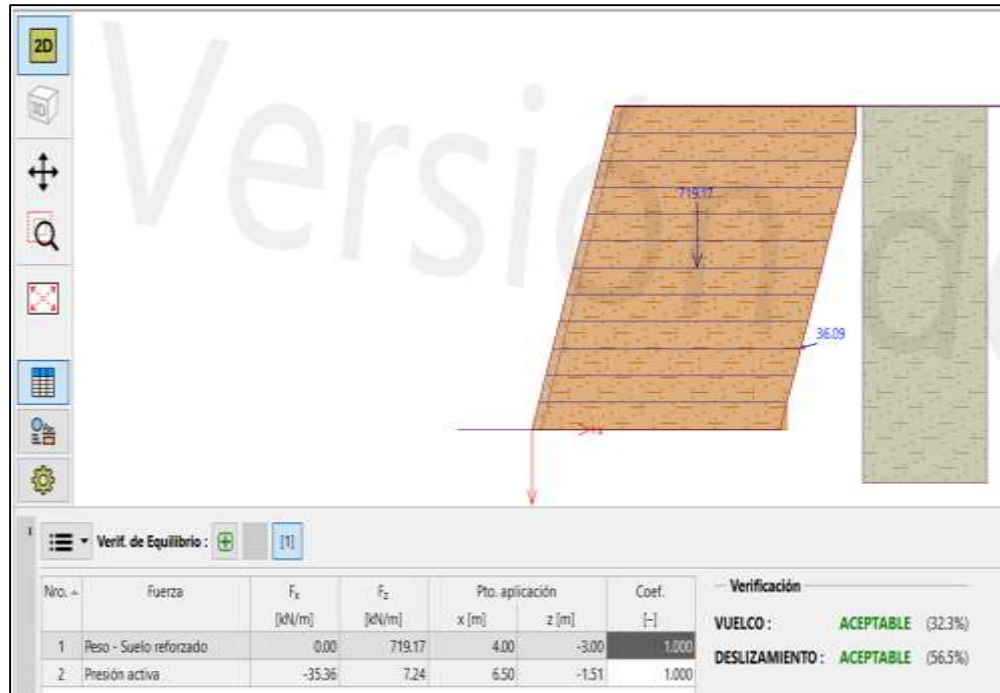 2D
3D
Versión de
719.17
36.09
+x
Verif. de Equilibrio : [1]
Nro. Fuerza Fx Fz Pto. aplicación Coef.
[kN/m] [kN/m] x [m] z [m] [-]
1 Peso - Suelo reforzado 0.00 719.17 4.00 -3.00 1.000
2 Presión activa -35.36 7.24 6.50 -1.51 1.000
Verificación
VUELCO : ACEPTABLE (32.3%)
DESLIZAMIENTO : ACEPTABLE (56.5%)